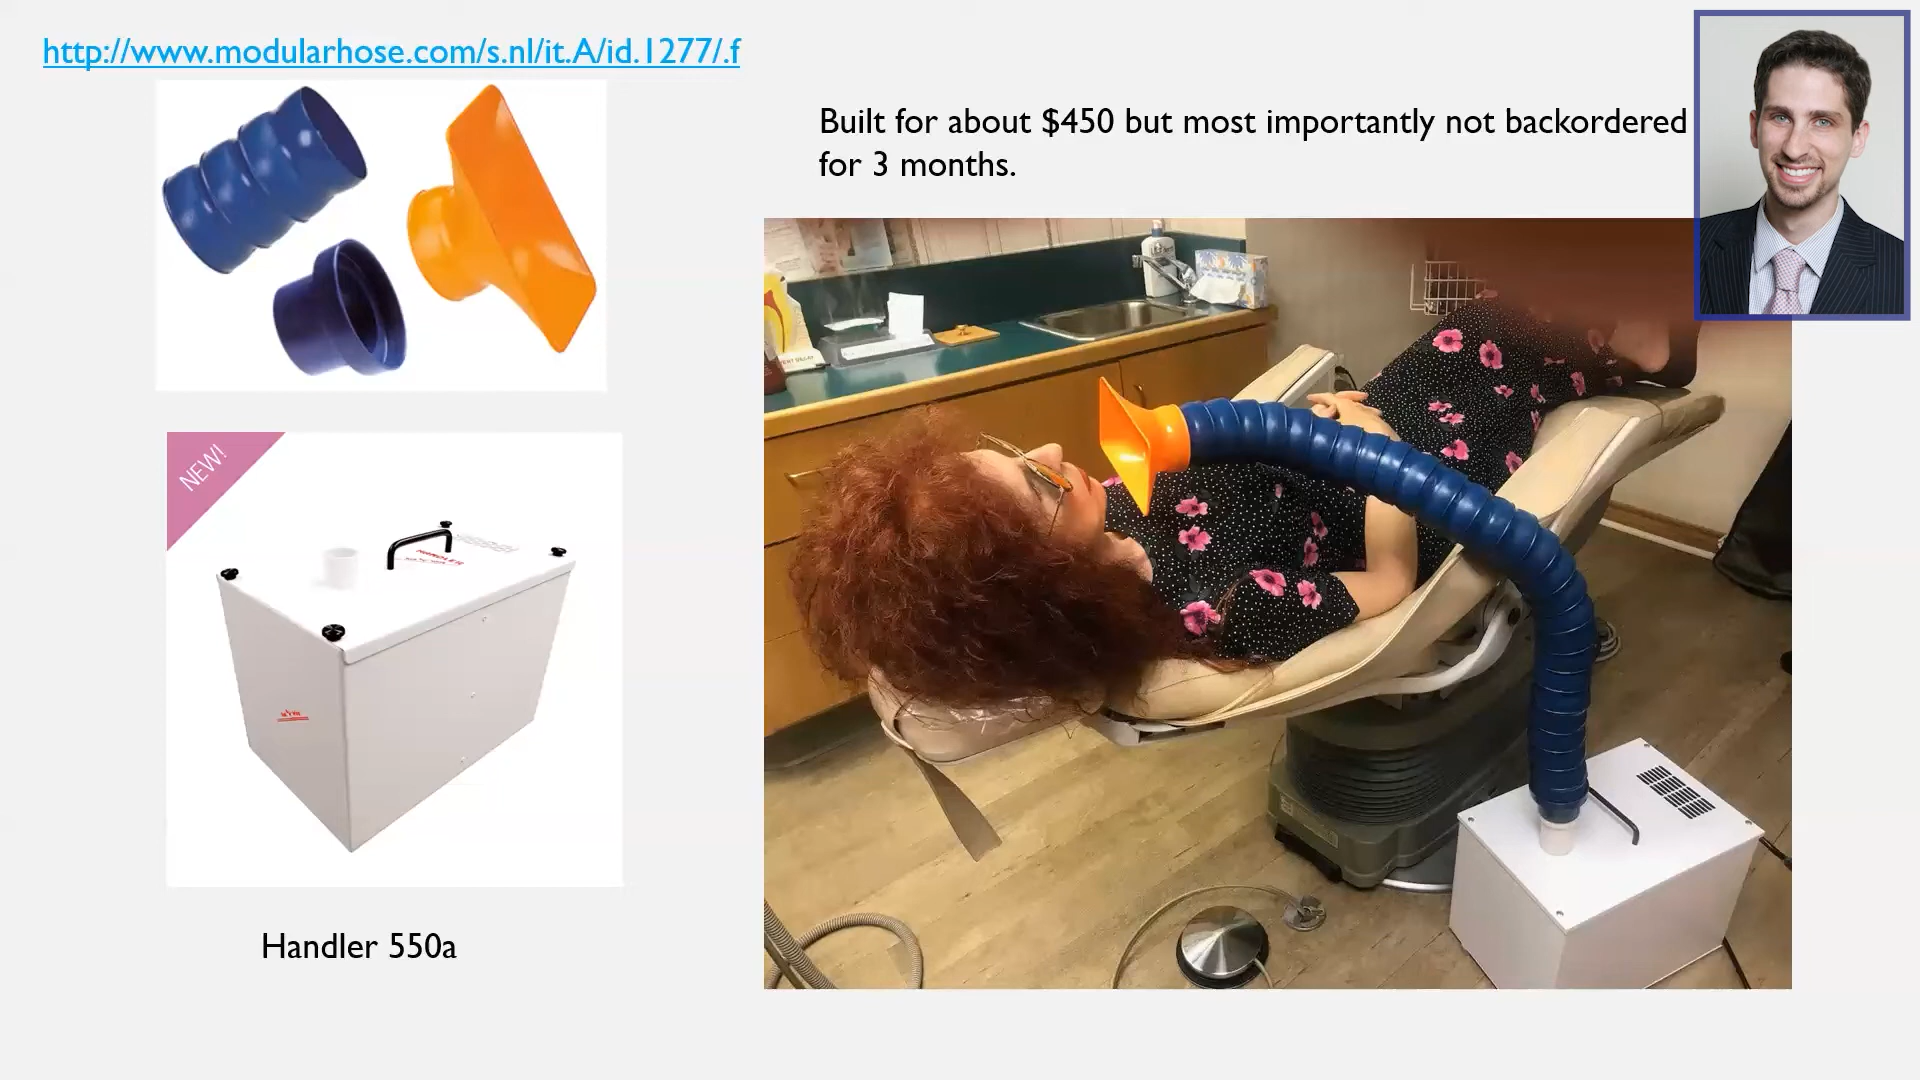 http://www.modularhose.com/s.nl/it.A/id.1277/.f
Built for about $450 but most importantly not backordered
for 3 months.
NEW!
Handler 550a